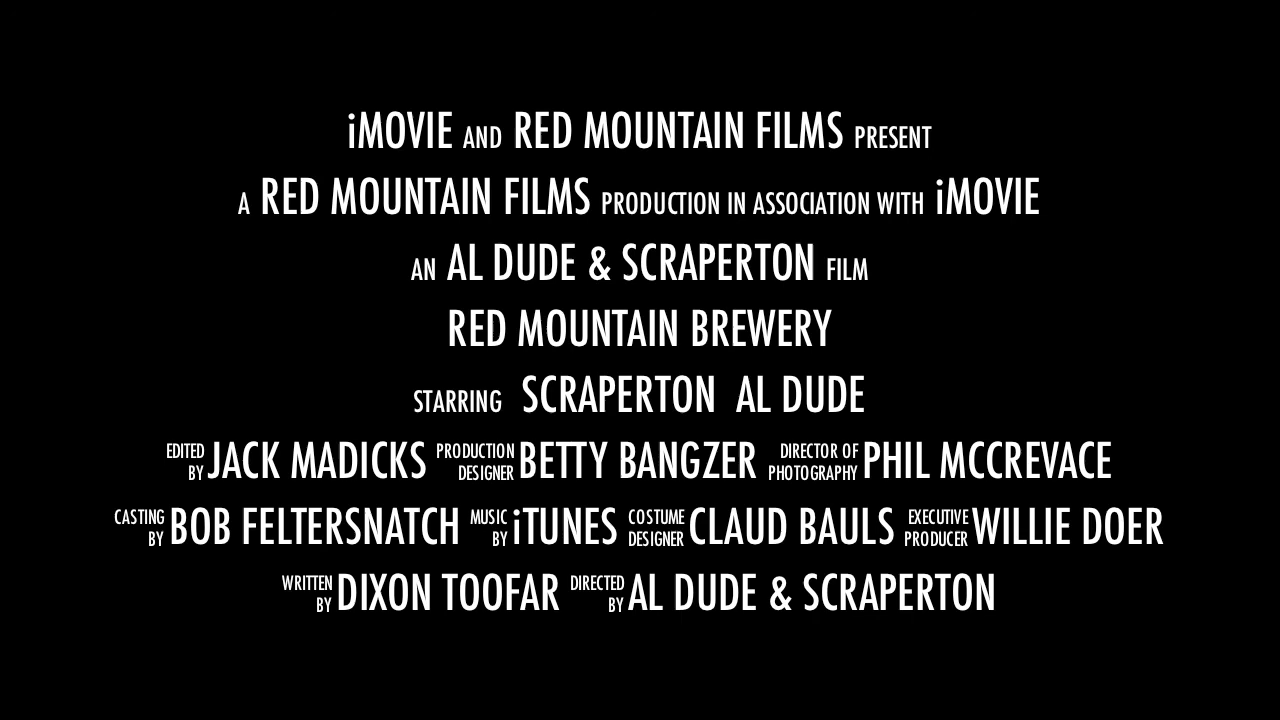 iMOVIE AND RED MOUNTAIN FILMS PRESENT
A RED MOUNTAIN FILMS PRODUCTION IN ASSOCIATION WITH iMOVIE
AN AL DUDE & SCRAPERTON FILM
RED MOUNTAIN BREWERY
STARRING SCRAPERTON AL DUDE
EDITED BY JACK MADICKS PRODUCTION DESIGNER BETTY BANGZER DIRECTOR OF PHOTOGRAPHY PHIL MCCREVACE
CASTING BY BOB FELTERSNATCH MUSIC BY iTUNES COSTUME DESIGNER CLAUD BAULS EXECUTIVE PRODUCER WILLIE DOER
WRITTEN BY DIXON TOOFAR DIRECTED BY AL DUDE & SCRAPERTON